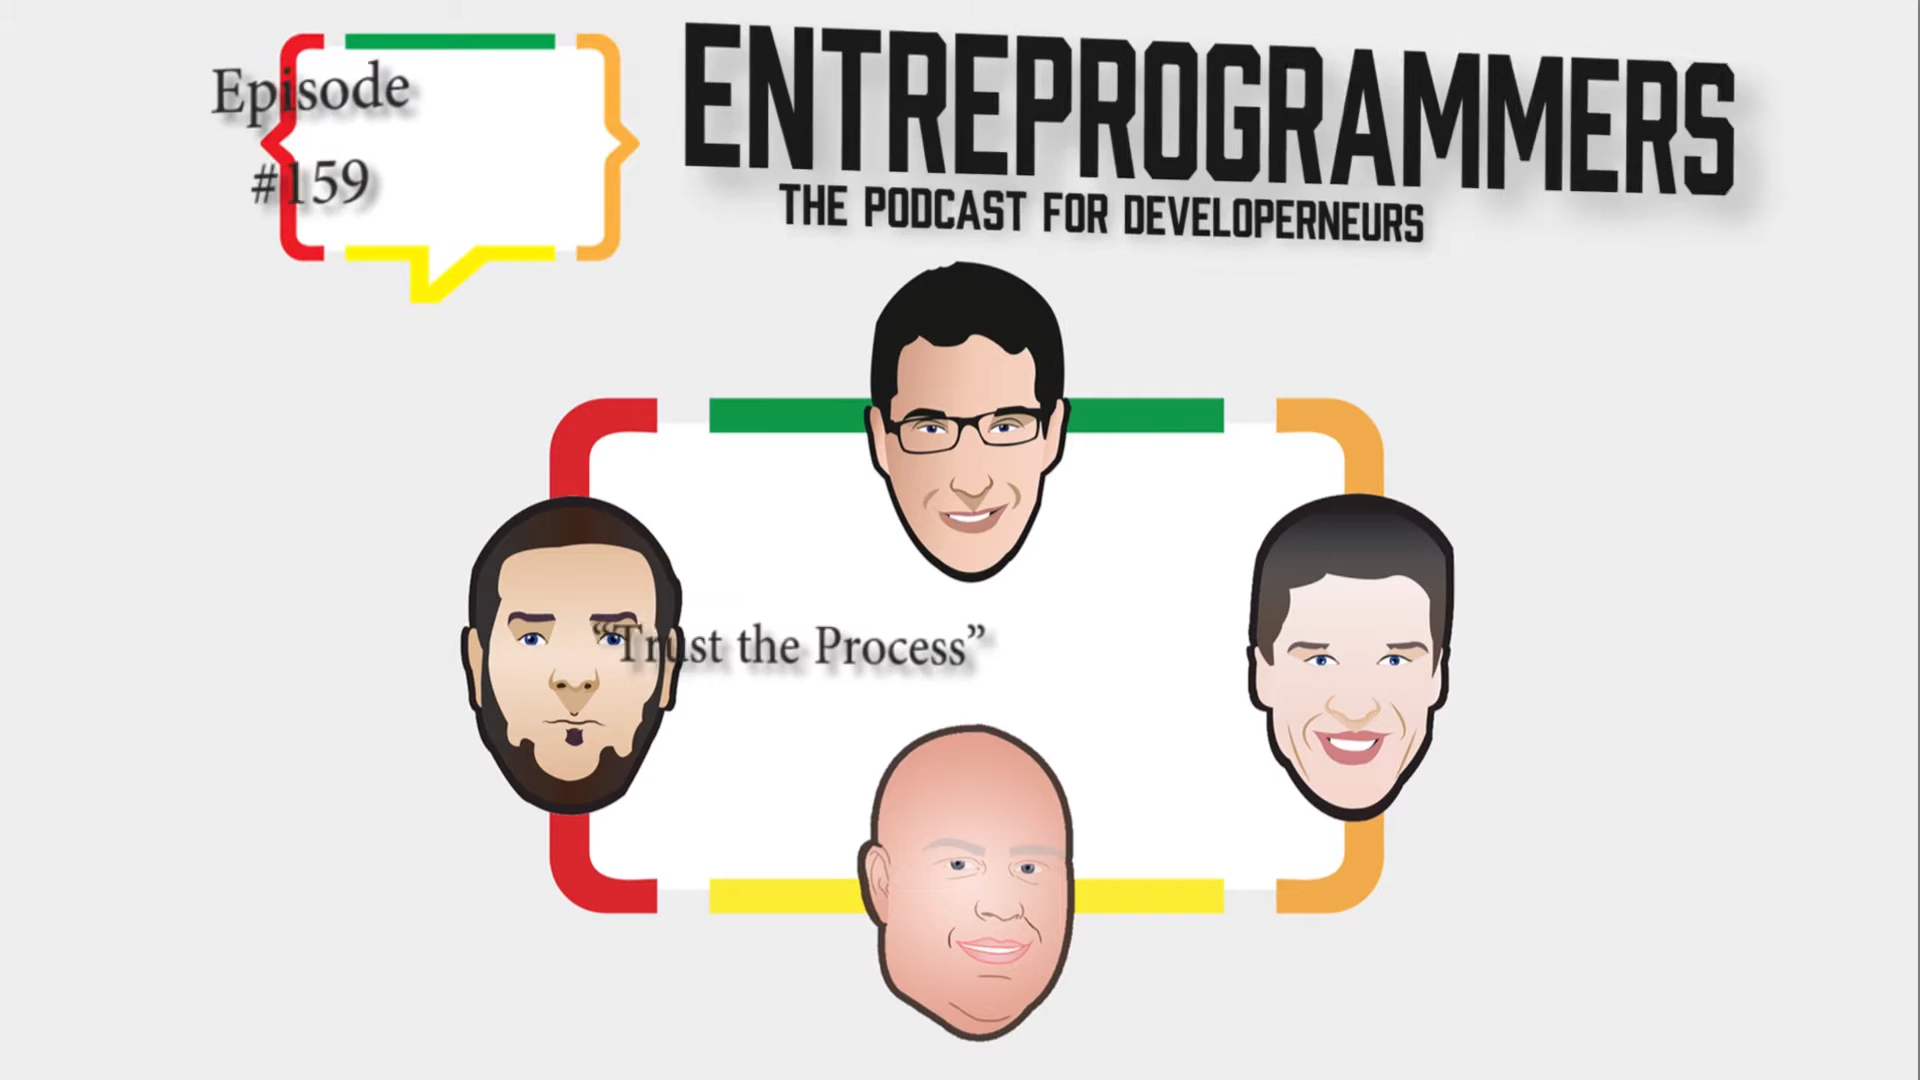 Episode
#159
ENTREPROGRAMMERS
THE PODCAST FOR DEVELOPERNEURS
“Trust the Process”